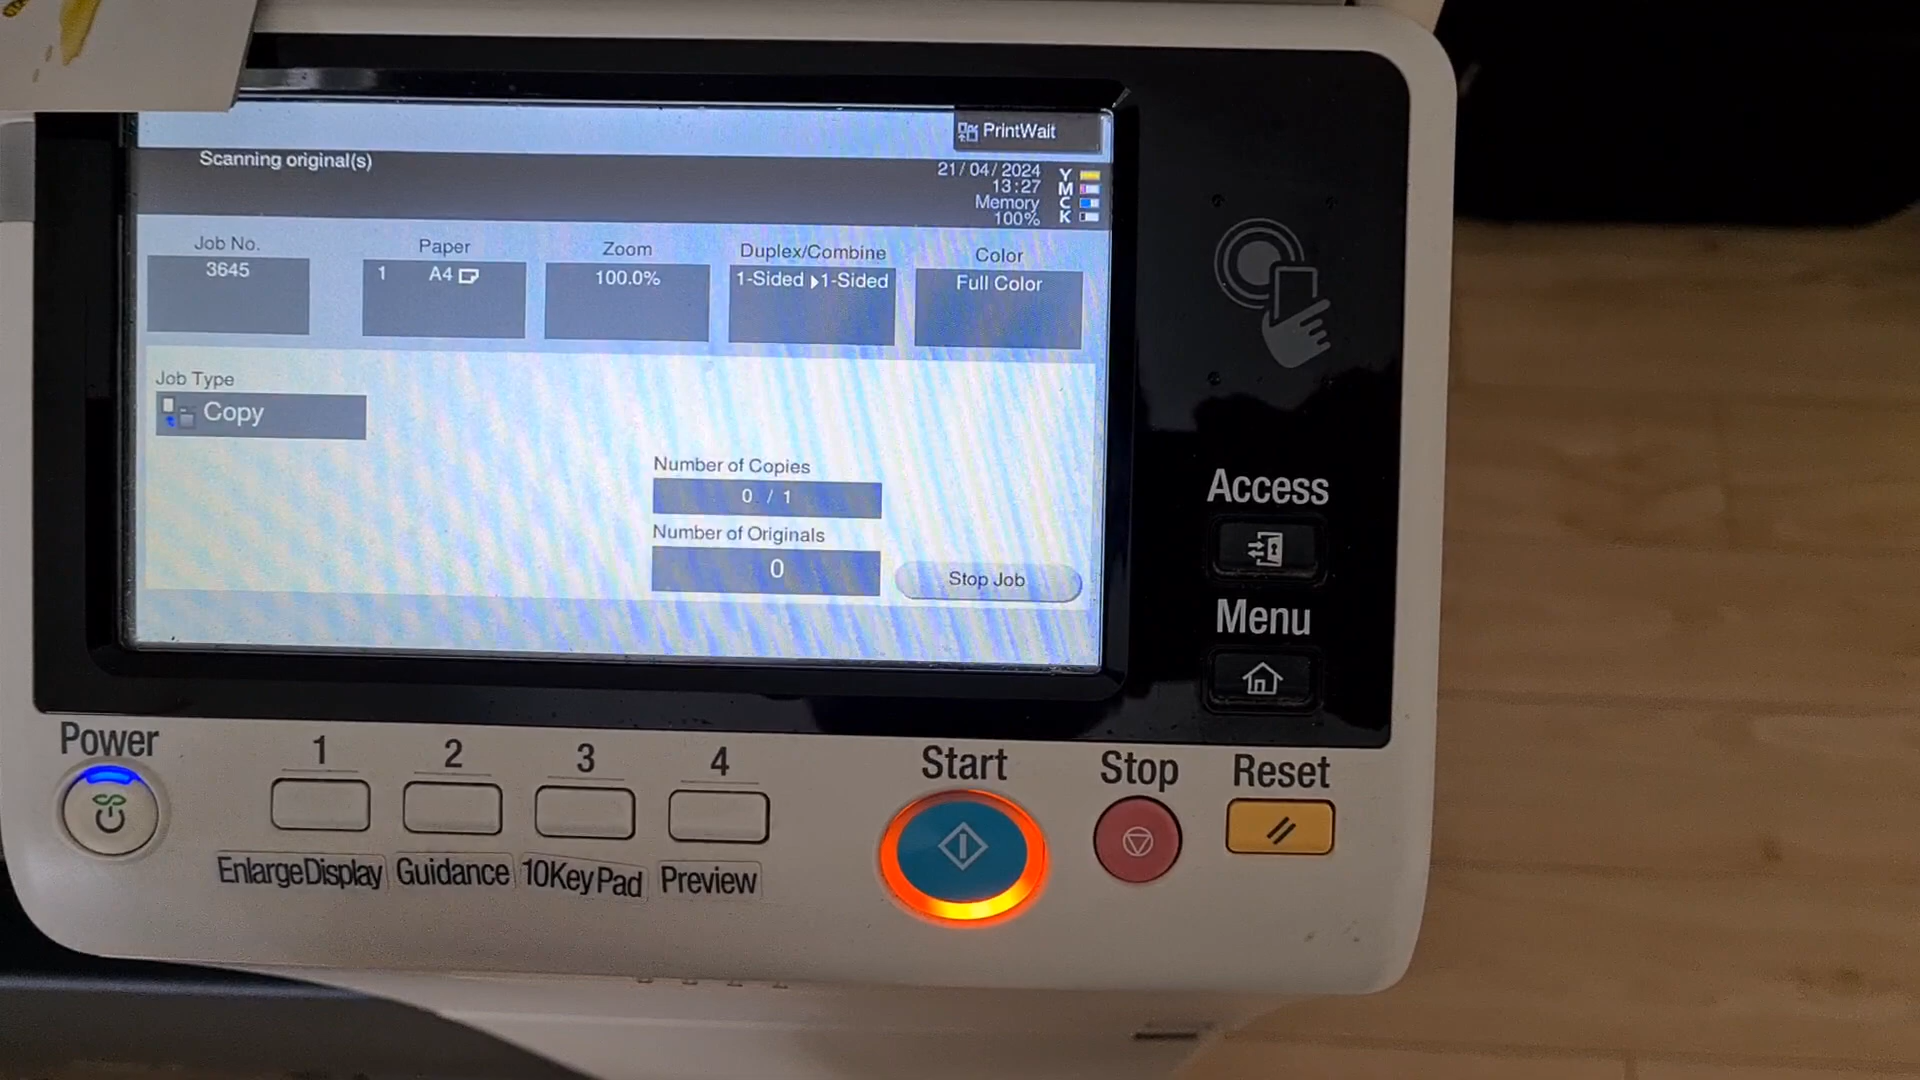 PrintWait
Scanning original(s)
21/04/2024
13:27
Memory
100%
Y
M
C
K
Job No.
3645
Paper
1 A4
Zoom
100.0%
Duplex/Combine
1-Sided ▶1-Sided
Color
Full Color
Job Type
Copy
Number of Copies
0 / 1
Number of Originals
0
Stop Job
Access
Menu
Power
1
2
3
4
Start
Stop
Reset
EnlargeDisplay
Guidance
10KeyPad
Preview